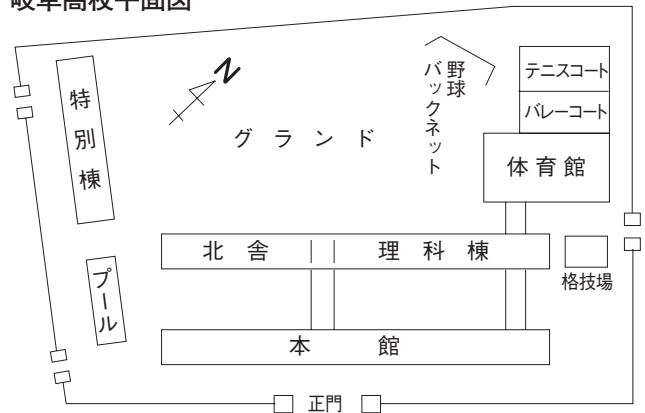 岐阜高校平面図
N
特別棟
グランド
野球
バックネット
テニスコート
バレーコート
体育館
北舎
理科棟
格技場
プール
本館
正門